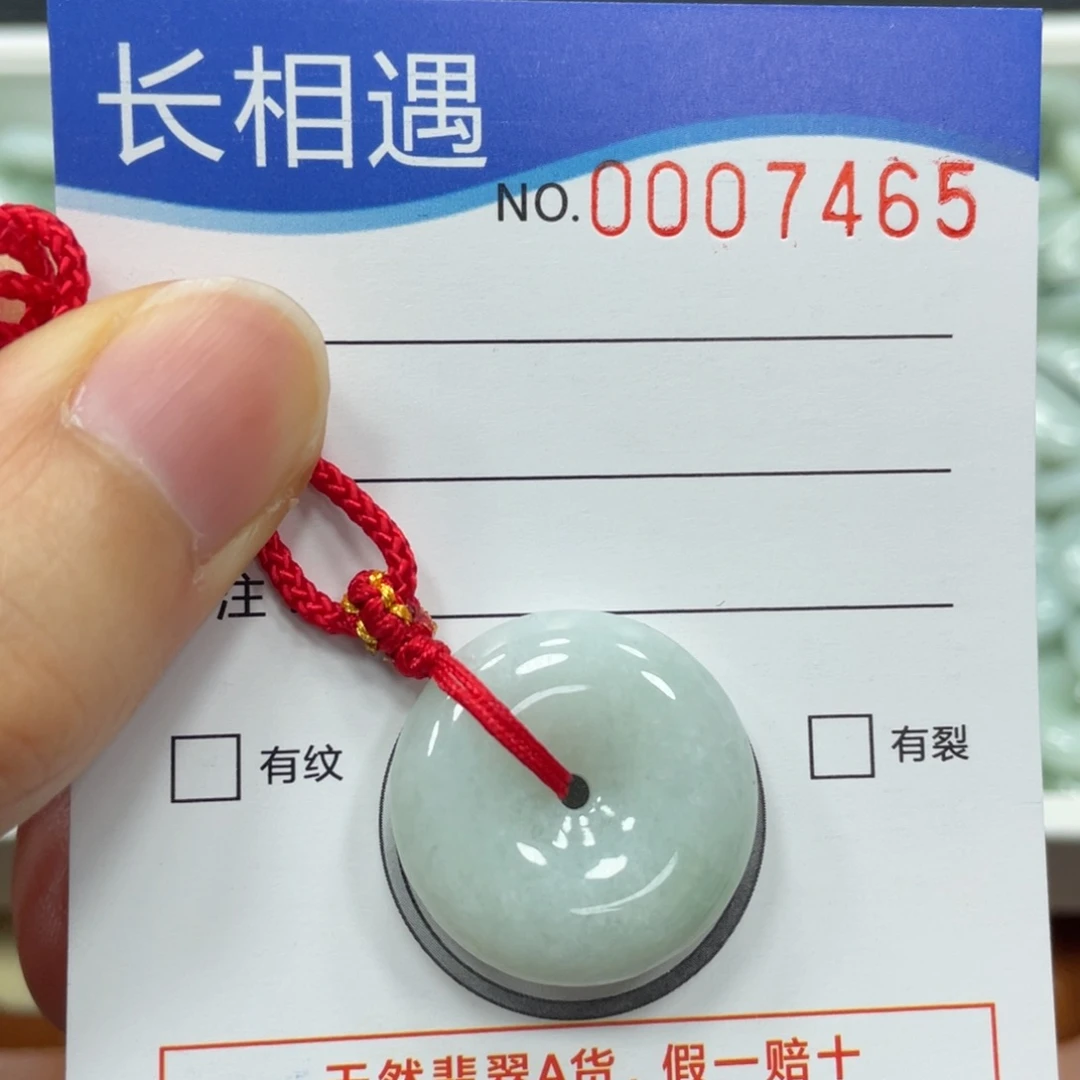 长相遇
NO.0007465
注:
有纹
有裂
天然翡翠A货,假一赔十